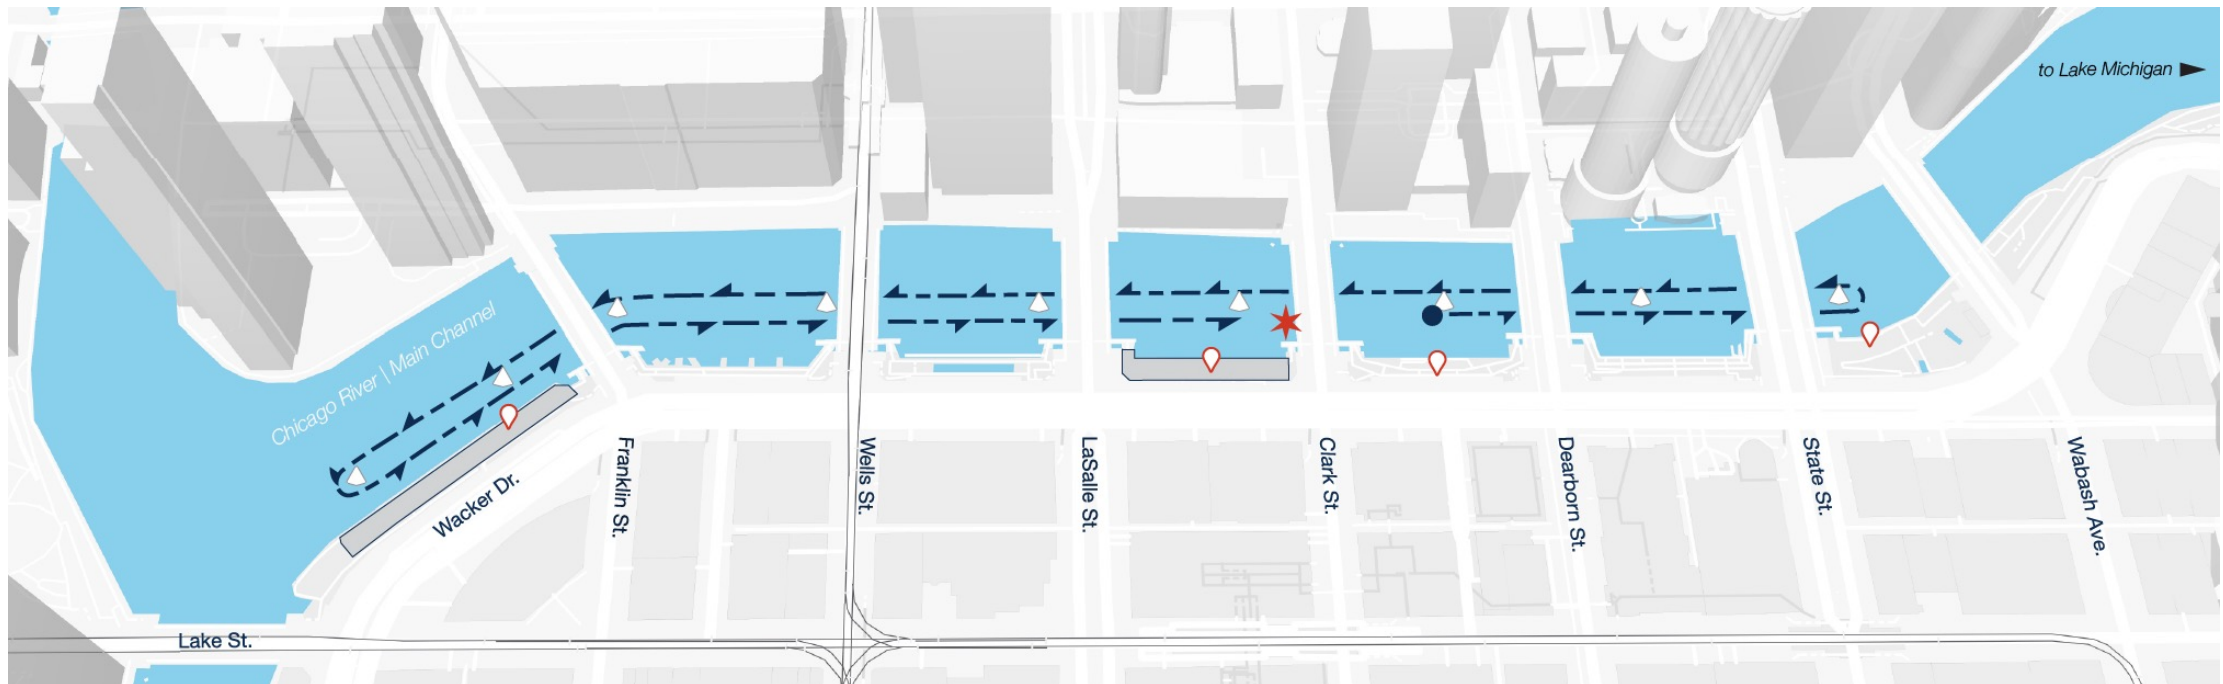 to Lake Michigan
Chicago River | Main Channel
Wacker Dr.
Franklin St.
Wells St.
LaSalle St.
Clark St.
Dearborn St.
State St.
Wabash Ave.
Lake St.